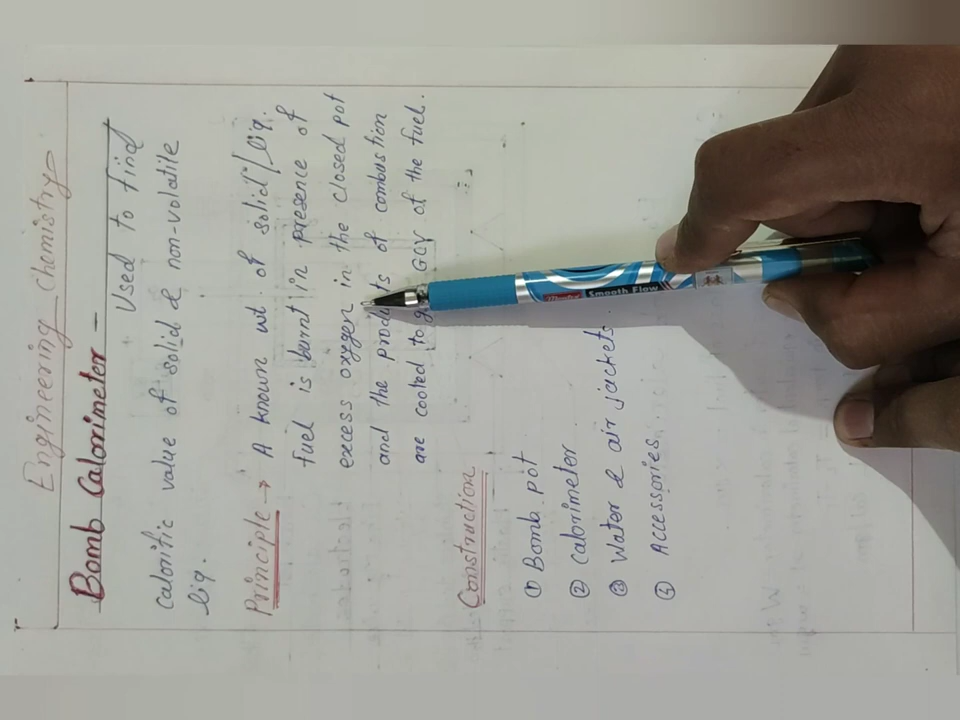 Engineering chemistry
Bomb Calorimeter –
Used to find
calorific value of solid & non-volatile
liq.
Principle → A known wt. of solid/liq.
fuel is burnt in presence of
excess oxygen in the closed pot
and the products of combustion
are cooled to GCV of the fuel.
Construction
① Bomb pot
② Calorimeter
③ Water & air jackets
④ Accessories.
Smooth Flow